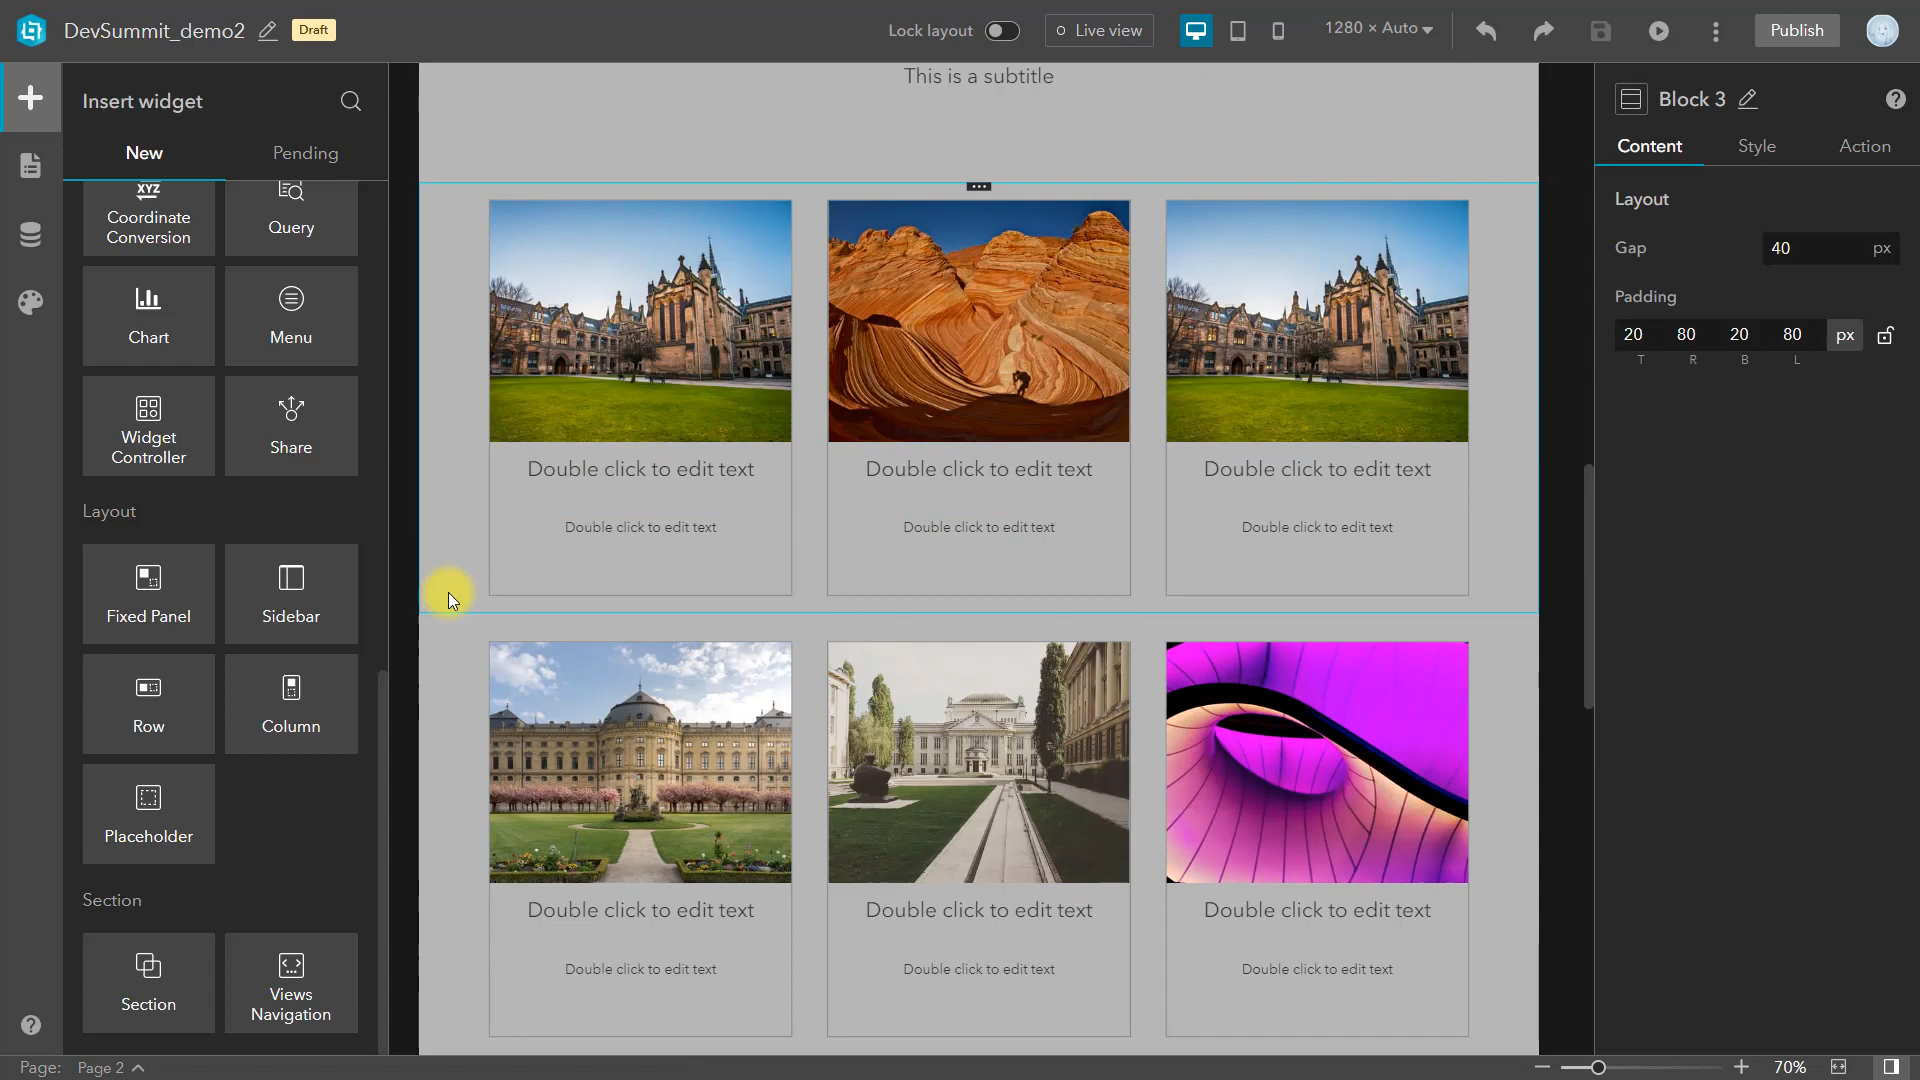 DevSummit_demo2
Draft
Lock layout
Live view
1280 × Auto
Publish
Insert widget
New
Pending
XYZ
Coordinate
Conversion
Query
Chart
Menu
Widget
Controller
Share
Layout
Fixed Panel
Sidebar
Row
Column
Placeholder
Section
Section
Views
Navigation
This is a subtitle
Double click to edit text
Double click to edit text
Double click to edit text
Double click to edit text
Double click to edit text
Double click to edit text
Double click to edit text
Double click to edit text
Double click to edit text
Double click to edit text
Double click to edit text
Double click to edit text
Block 3
Content
Style
Action
Layout
Gap
40 px
Padding
20 80 20 80 px
T R B L
Page: Page 2
70%